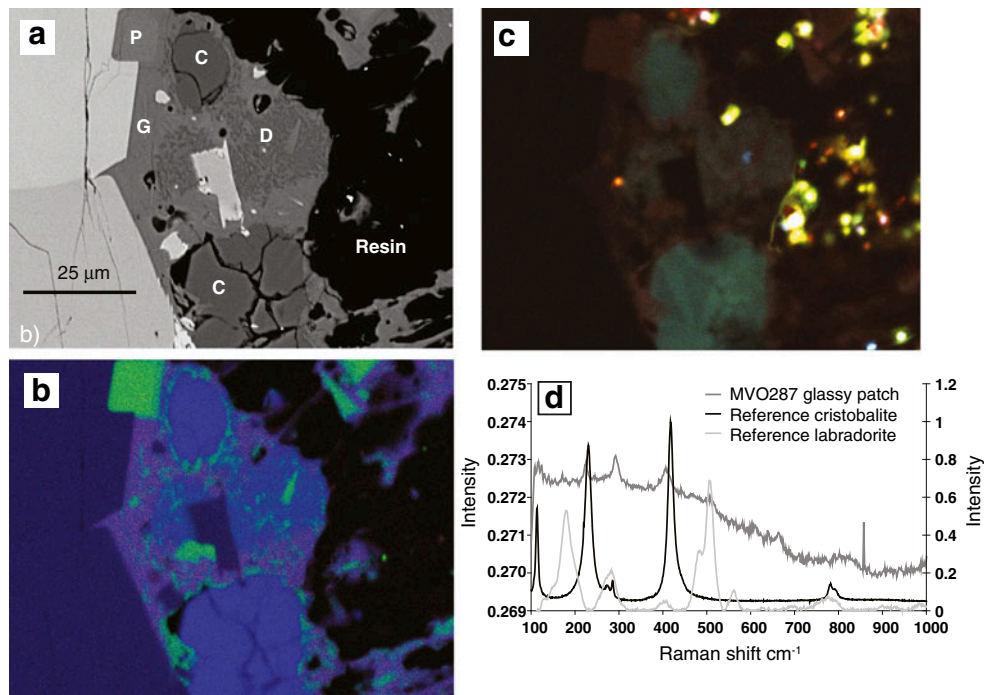 a
P
C
G
D
Resin
25 μm
C
b)
c
b
d
MVO287 glassy patch
Reference cristobalite
Reference labradorite
Intensity
0.275
0.274
0.273
0.272
0.271
0.270
0.269
1.2
1
0.8
0.6
0.4
0.2
0
Intensity
100 200 300 400 500 600 700 800 900 1000
Raman shift cm-1